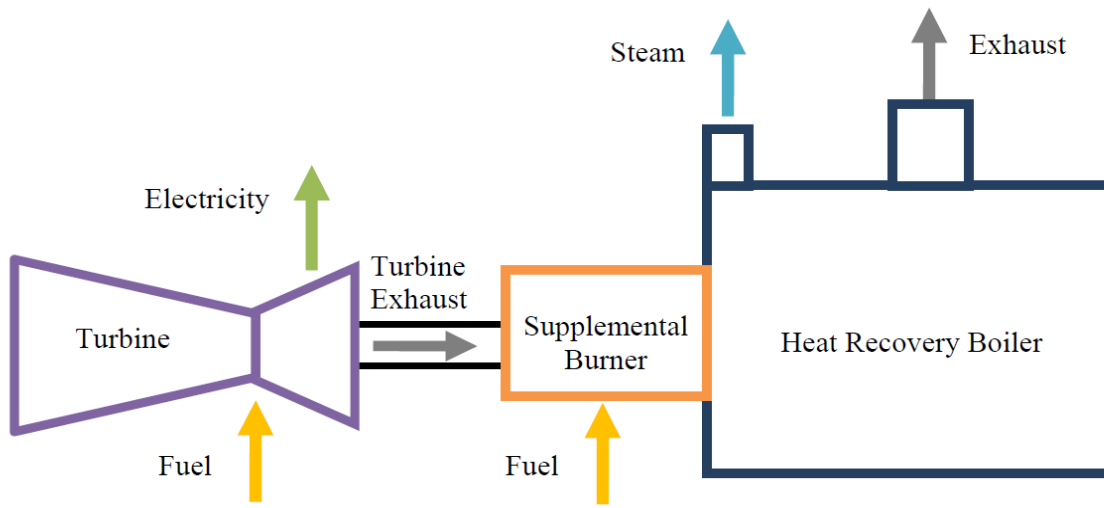 Steam
Exhaust
Electricity
Turbine
Exhaust
Turbine
Supplemental
Burner
Heat Recovery Boiler
Fuel
Fuel